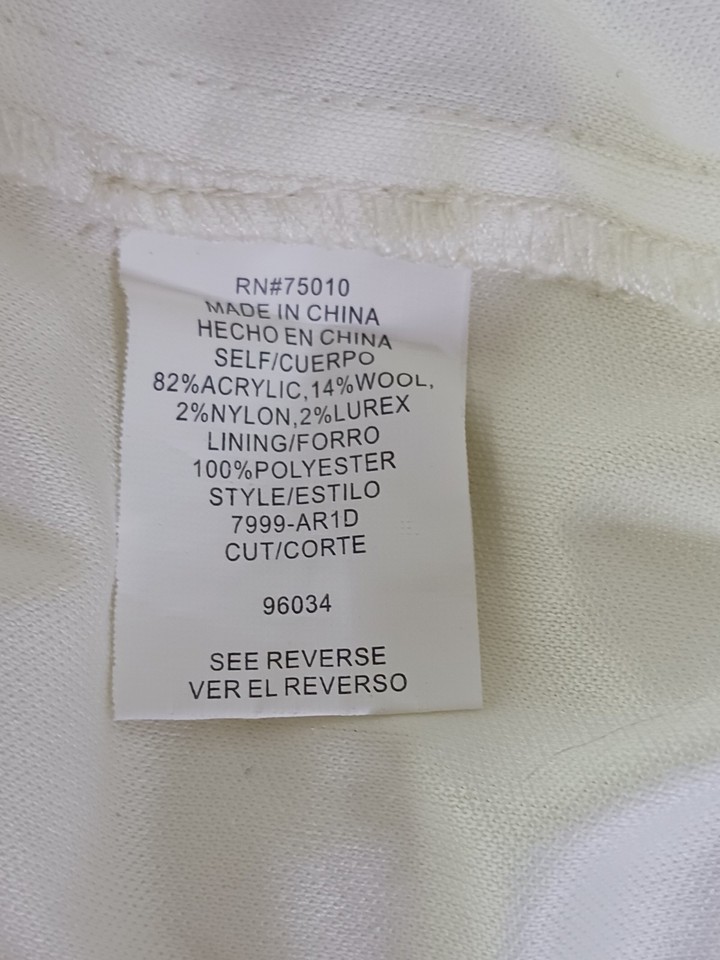 RN#75010
MADE IN CHINA
HECHO EN CHINA
SELF/CUERPO
82%ACRYLIC,14%WOOL,
2%NYLON,2%LUREX
LINING/FORRO
100%POLYESTER
STYLE/ESTILO
7999-AR1D
CUT/CORTE
96034
SEE REVERSE
VER EL REVERSO